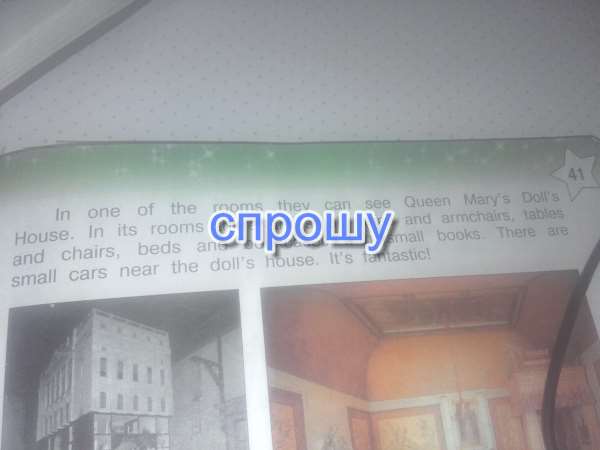 41
In one of the rooms they can see Queen Mary's Doll's
House. In its rooms and armchairs, tables
and chairs, beds and small books. There are
small cars near the doll's house. It's fantastic!
спрошу